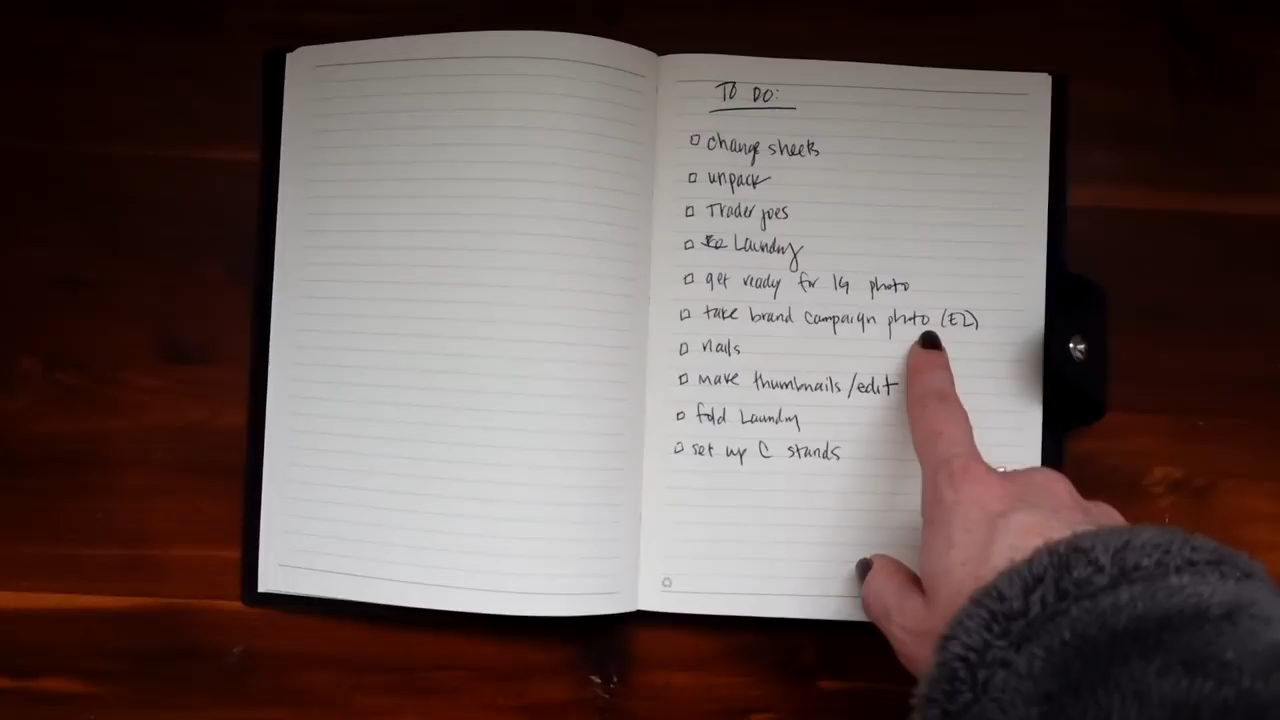 TO DO:
change sheets
unpack
Trader joes
Laundry
get ready for IG photo
take brand campaign photo (EL)
nails
make thumbnails/edit
fold Laundry
set up C stands